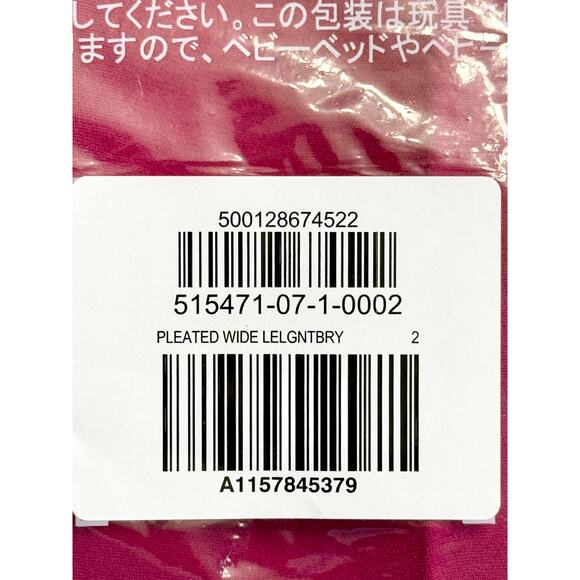 してください。この包装は玩具
ますので、ベビーベッドやベビー
500128674522
515471-07-1-0002
PLEATED WIDE LELGNTBRY 2
A1157845379